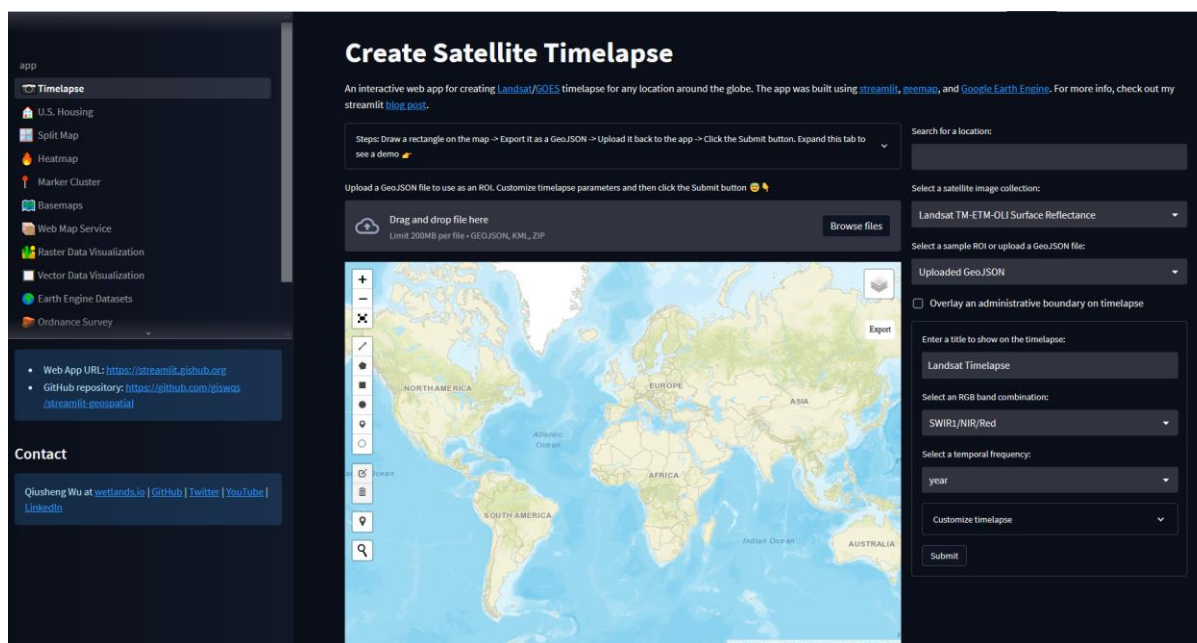 app
Timelapse
U.S. Housing
Split Map
Heatmap
Marker Cluster
Basemaps
Web Map Service
Raster Data Visualization
Vector Data Visualization
Earth Engine Datasets
Ordnance Survey
Web App URL: https://streamlit.gishub.org
GitHub repository: https://github.com/giswqs
/streamlit-geospatial
Contact
Qiusheng Wu at wetlands.io | GitHub | Twitter | YouTube |
LinkedIn
Create Satellite Timelapse
An interactive web app for creating Landsat/GOES timelapse for any location around the globe. The app was built using streamlit, geemap, and Google Earth Engine. For more info, check out my
streamlit blog post.
Steps: Draw a rectangle on the map -> Export it as a GeoJSON -> Upload it back to the app -> Click the Submit button. Expand this tab to
see a demo 👉
Upload a GeoJSON file to use as an ROI. Customize timelapse parameters and then click the Submit button 😇👇
Drag and drop file here
Limit 200MB per file • GEOJSON, KML, ZIP
Browse files
+
−
Export
NORTH AMERICA
EUROPE
ASIA
Atlantic
Ocean
Ocean
AFRICA
SOUTH AMERICA
Indian Ocean
AUSTRALIA
Search for a location:
Select a satellite image collection:
Landsat TM-ETM-OLI Surface Reflectance
Select a sample ROI or upload a GeoJSON file:
Uploaded GeoJSON
Overlay an administrative boundary on timelapse
Enter a title to show on the timelapse:
Landsat Timelapse
Select an RGB band combination:
SWIR1/NIR/Red
Select a temporal frequency:
year
Customize timelapse
Submit